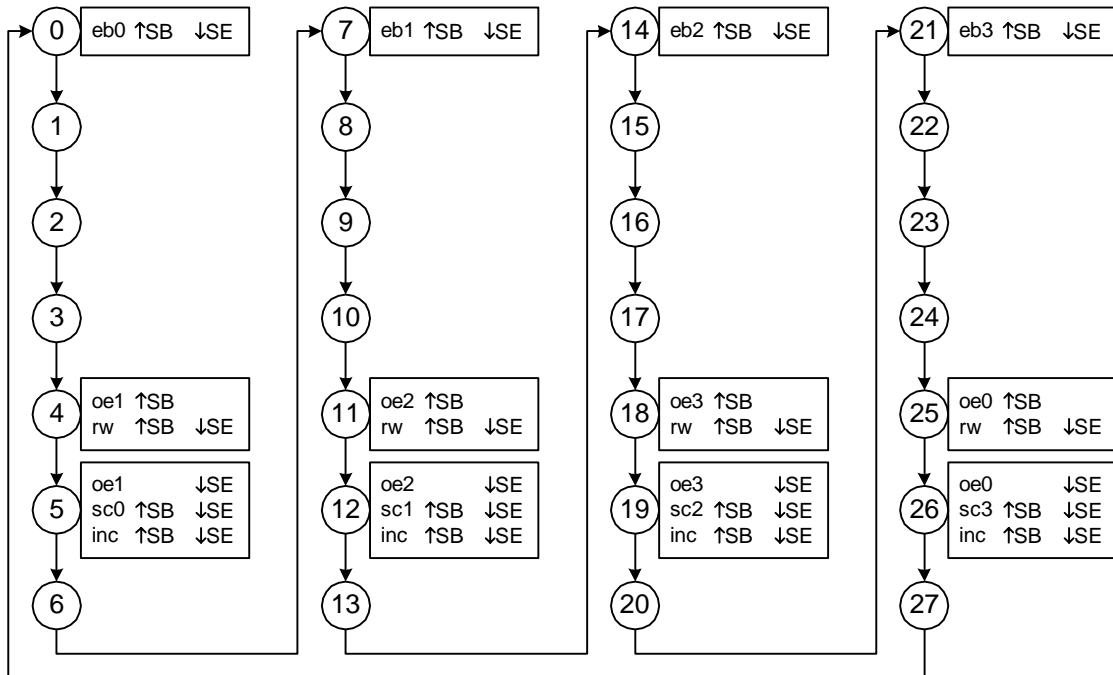 0
eb0 ↑SB ↓SE
1
2
3
4
oe1 ↑SB
rw ↑SB ↓SE
5
oe1 ↓SE
sc0 ↑SB ↓SE
inc ↑SB ↓SE
6
7
eb1 ↑SB ↓SE
8
9
10
11
oe2 ↑SB
rw ↑SB ↓SE
12
oe2 ↓SE
sc1 ↑SB ↓SE
inc ↑SB ↓SE
13
14
eb2 ↑SB ↓SE
15
16
17
18
oe3 ↑SB
rw ↑SB ↓SE
19
oe3 ↓SE
sc2 ↑SB ↓SE
inc ↑SB ↓SE
20
21
eb3 ↑SB ↓SE
22
23
24
25
oe0 ↑SB
rw ↑SB ↓SE
26
oe0 ↓SE
sc3 ↑SB ↓SE
inc ↑SB ↓SE
27